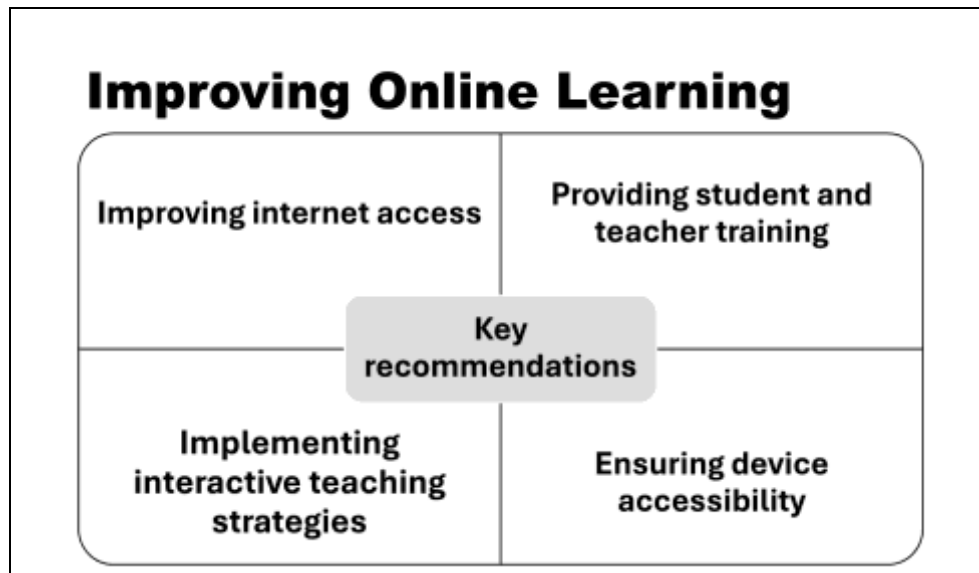 Improving Online Learning
Improving internet access
Providing student and
teacher training
Key
recommendations
Implementing
interactive teaching
strategies
Ensuring device
accessibility